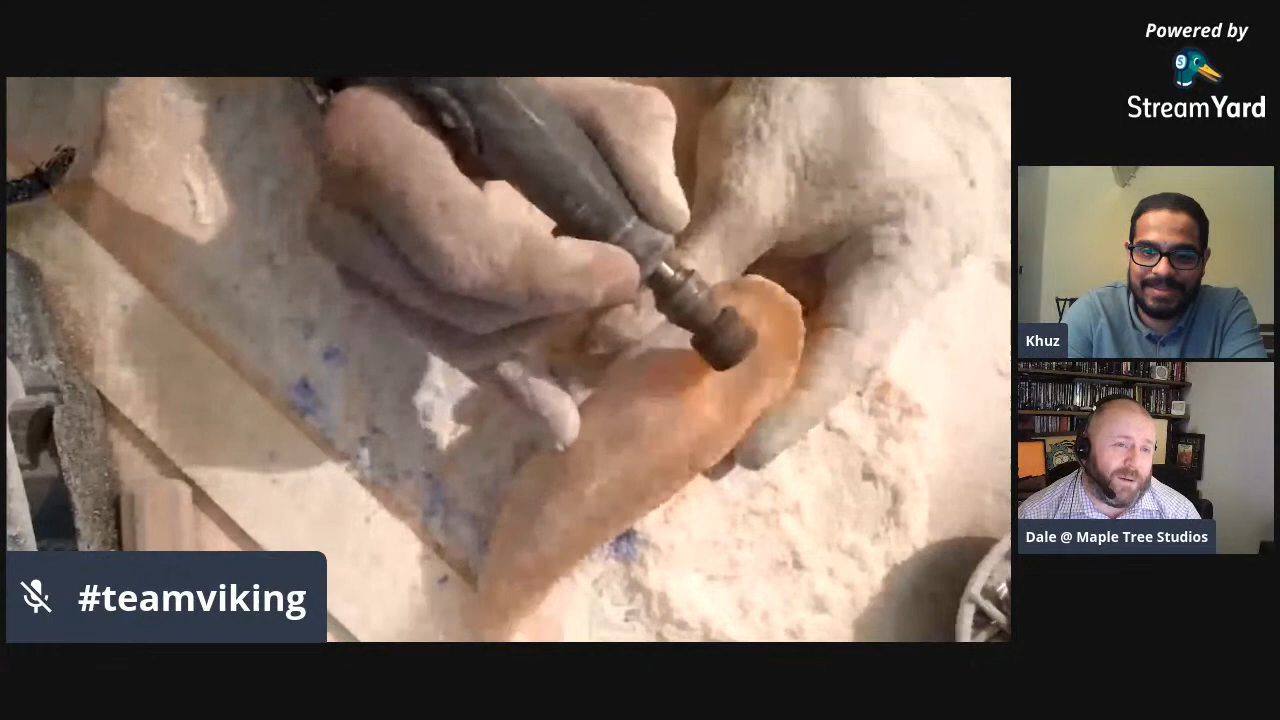 Powered by
StreamYard
Khuz
Dale @ Maple Tree Studios
#teamviking